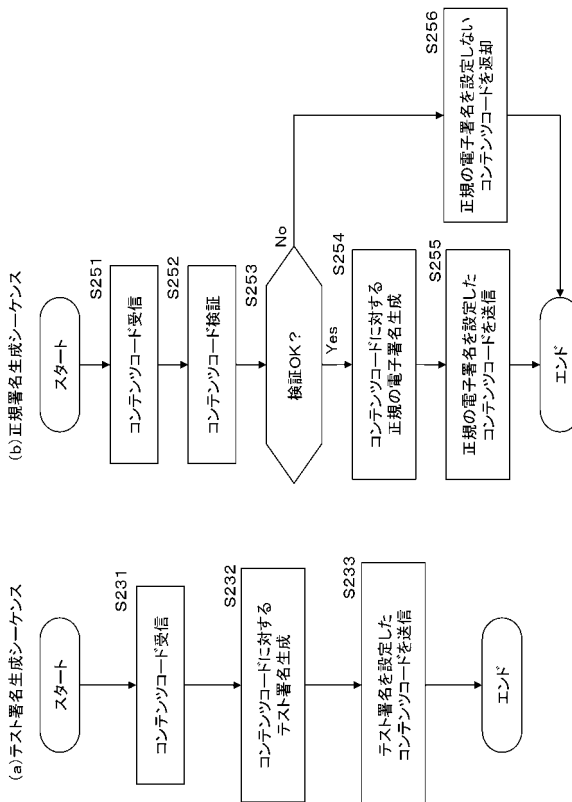 (a)テスト署名生成シーケンス
スタート
S231
コンテンツコード受信
S232
コンテンツコードに対する
テスト署名生成
S233
テスト署名を設定した
コンテンツコードを送信
エンド
(b)正規署名生成シーケンス
スタート
S251
コンテンツコード受信
S252
コンテンツコード検証
S253
検証OK?
No
Yes
S254
コンテンツコードに対する
正規の電子署名生成
S255
正規の電子署名を設定した
コンテンツコードを送信
S256
正規の電子署名を設定しない
コンテンツコードを返却
エンド